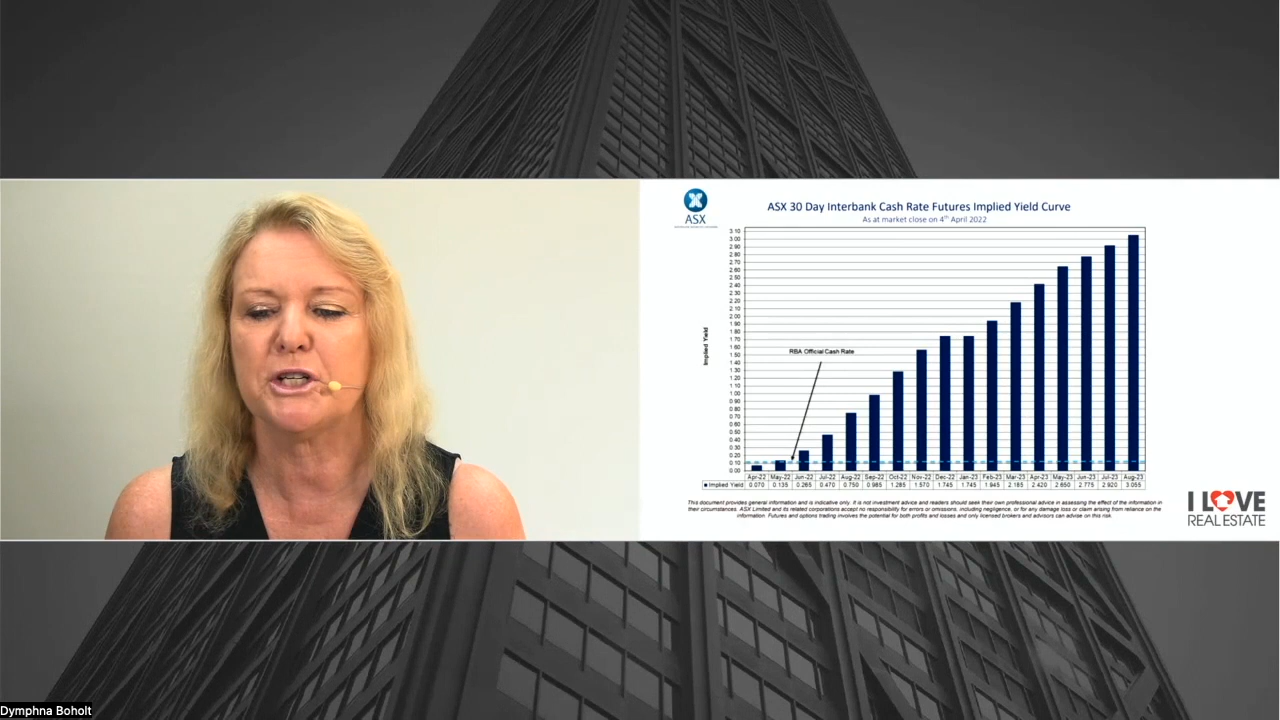 ASX
ASX 30 Day Interbank Cash Rate Futures Implied Yield Curve
As at market close on 4th April 2022
3.10
3.00
2.90
2.80
2.70
2.60
2.50
2.40
2.30
2.20
2.10
2.00
1.90
1.80
1.70
1.60
1.50
1.40
1.30
1.20
1.10
1.00
0.90
0.80
0.70
0.60
0.50
0.40
0.30
0.20
0.10
0.00
Implied Yield
RBA Official Cash Rate
Apr-22 May-22 Jun-22 Jul-22 Aug-22 Sep-22 Oct-22 Nov-22 Dec-22 Jan-23 Feb-23 Mar-23 Apr-23 May-23 Jun-23 Jul-23 Aug-23
Implied Yield 0.070 0.135 0.265 0.470 0.750 0.985 1.285 1.570 1.745 1.745 1.945 2.185 2.420 2.650 2.775 2.920 3.055
This document provides general information and is indicative only. It is not investment advice and readers should seek their own professional advice in assessing the effect of the information in
their circumstances. ASX Limited and its related corporations accept no responsibility for errors or omissions, including negligence, or for any damage loss or claim arising from reliance on the
information. Futures and options trading involves the potential for both profits and losses and only licensed brokers and advisors can advise on this risk.
I LOVE
REAL ESTATE
Dymphna Boholt